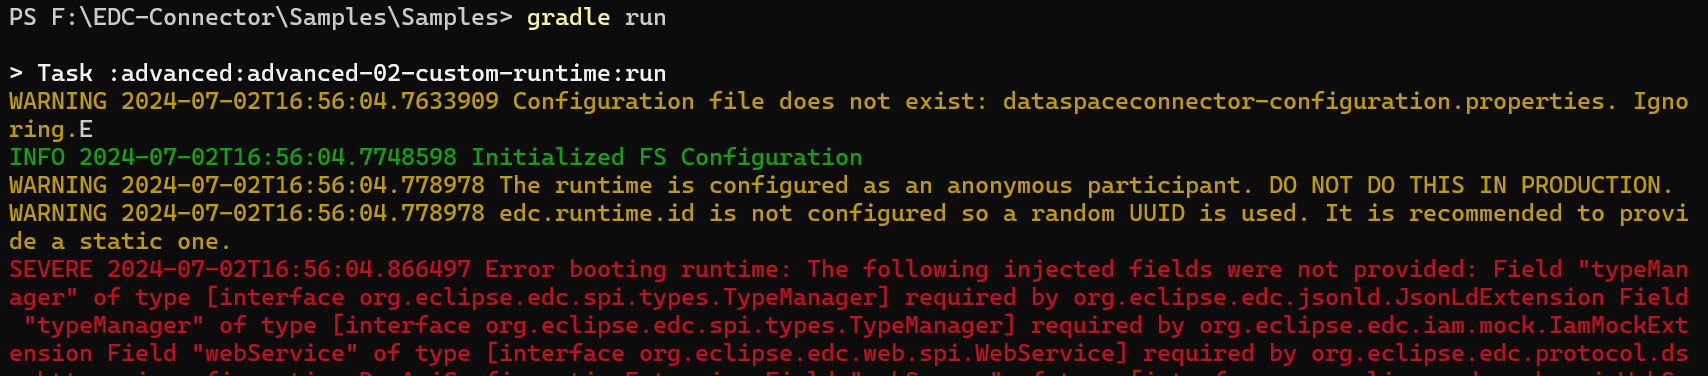 PS F:\EDC-Connector\Samples\Samples> gradle run
> Task :advanced:advanced-02-custom-runtime:run
WARNING 2024-07-02T16:56:04.7633909 Configuration file does not exist: dataspaceconnector-configuration.properties. Igno
ring.E
INFO 2024-07-02T16:56:04.7748598 Initialized FS Configuration
WARNING 2024-07-02T16:56:04.778978 The runtime is configured as an anonymous participant. DO NOT DO THIS IN PRODUCTION.
WARNING 2024-07-02T16:56:04.778978 edc.runtime.id is not configured so a random UUID is used. It is recommended to provi
de a static one.
SEVERE 2024-07-02T16:56:04.866497 Error booting runtime: The following injected fields were not provided: Field "typeMan
ager" of type [interface org.eclipse.edc.spi.types.TypeManager] required by org.eclipse.edc.jsonld.JsonLdExtension Field
 "typeManager" of type [interface org.eclipse.edc.spi.types.TypeManager] required by org.eclipse.edc.iam.mock.IamMockExt
ension Field "webService" of type [interface org.eclipse.edc.web.spi.WebService] required by org.eclipse.edc.protocol.ds